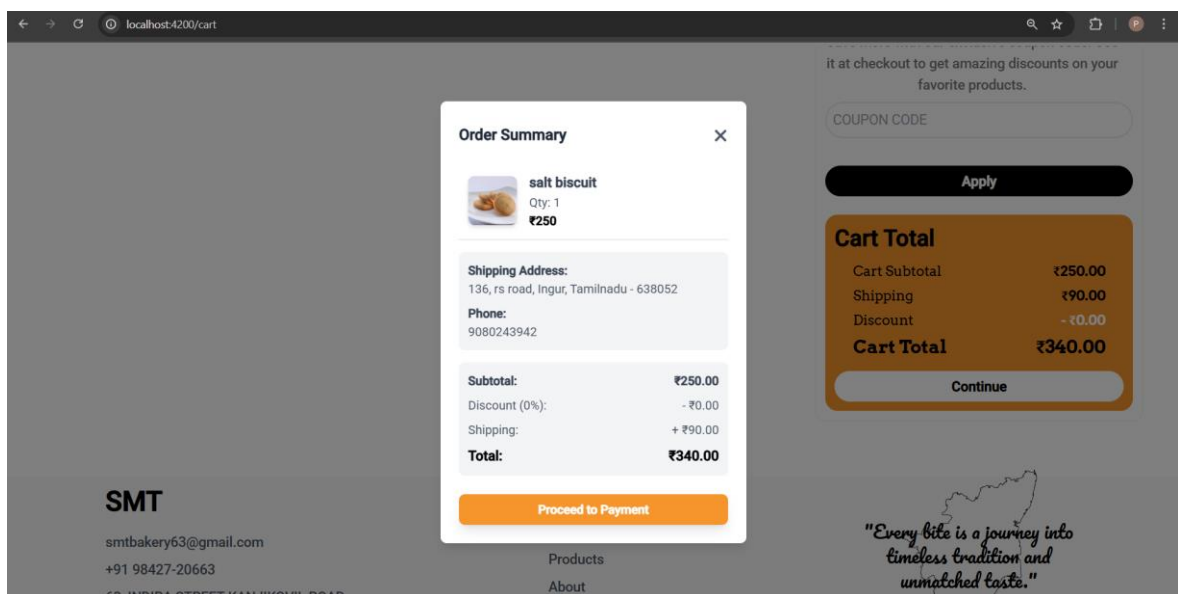 localhost:4200/cart
P
it at checkout to get amazing discounts on your
favorite products.
COUPON CODE
Apply
Order Summary
salt biscuit
Qty: 1
₹250
Shipping Address:
136, rs road, Ingur, Tamilnadu - 638052
Phone:
9080243942
Subtotal: ₹250.00
Discount (0%): - ₹0.00
Shipping: + ₹90.00
Total: ₹340.00
Proceed to Payment
Cart Total
Cart Subtotal ₹250.00
Shipping ₹90.00
Discount - ₹0.00
Cart Total ₹340.00
Continue
SMT
smtbakery63@gmail.com
+91 98427-20663
Products
About
"Every bite is a journey into
timeless tradition and
unmatched taste."